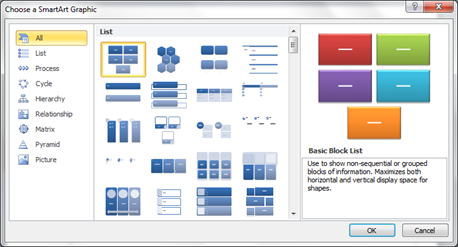 Choose a SmartArt Graphic
All
List
Process
Cycle
Hierarchy
Relationship
Matrix
Pyramid
Picture
List
Basic Block List
Use to show non-sequential or grouped
blocks of information. Maximizes both
horizontal and vertical display space for
shapes.
OK
Cancel